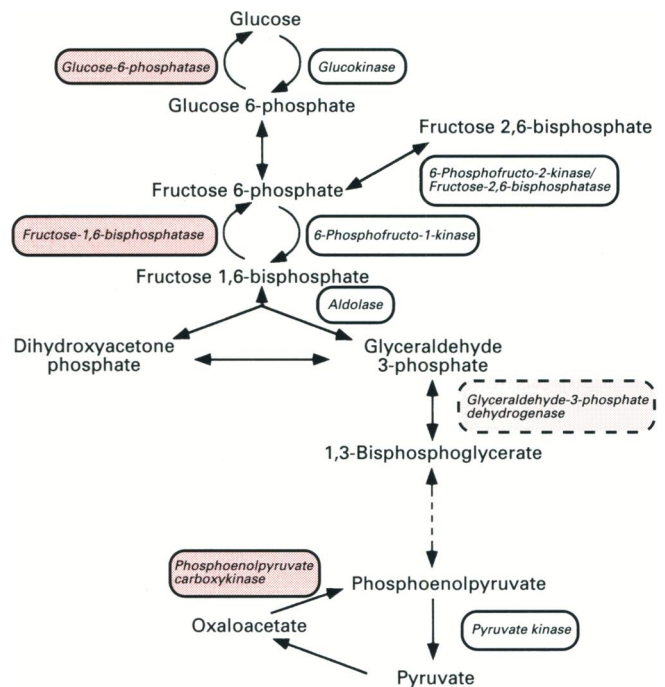 Glucose
Glucose-6-phosphatase
Glucokinase
Glucose 6-phosphate
Fructose 2,6-bisphosphate
6-Phosphofructo-2-kinase/
Fructose-2,6-bisphosphatase
Fructose 6-phosphate
Fructose-1,6-bisphosphatase
6-Phosphofructo-1-kinase
Fructose 1,6-bisphosphate
Aldolase
Dihydroxyacetone
phosphate
Glyceraldehyde
3-phosphate
Glyceraldehyde-3-phosphate
dehydrogenase
1,3-Bisphosphoglycerate
Phosphoenolpyruvate
carboxykinase
Phosphoenolpyruvate
Oxaloacetate
Pyruvate kinase
Pyruvate